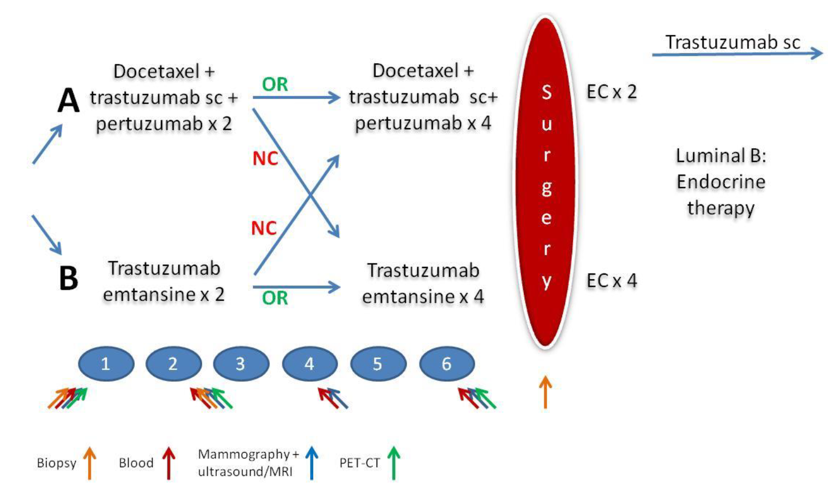 Trastuzumab sc
A
Docetaxel +
trastuzumab sc +
pertuzumab x 2
OR
Docetaxel +
trastuzumab sc+
pertuzumab x 4
NC
NC
B
Trastuzumab
emtansine x 2
OR
Trastuzumab
emtansine x 4
Surgery
EC x 2
EC x 4
Luminal B:
Endocrine
therapy
1 2 3 4 5 6
Biopsy
Blood
Mammography +
ultrasound/MRI
PET-CT